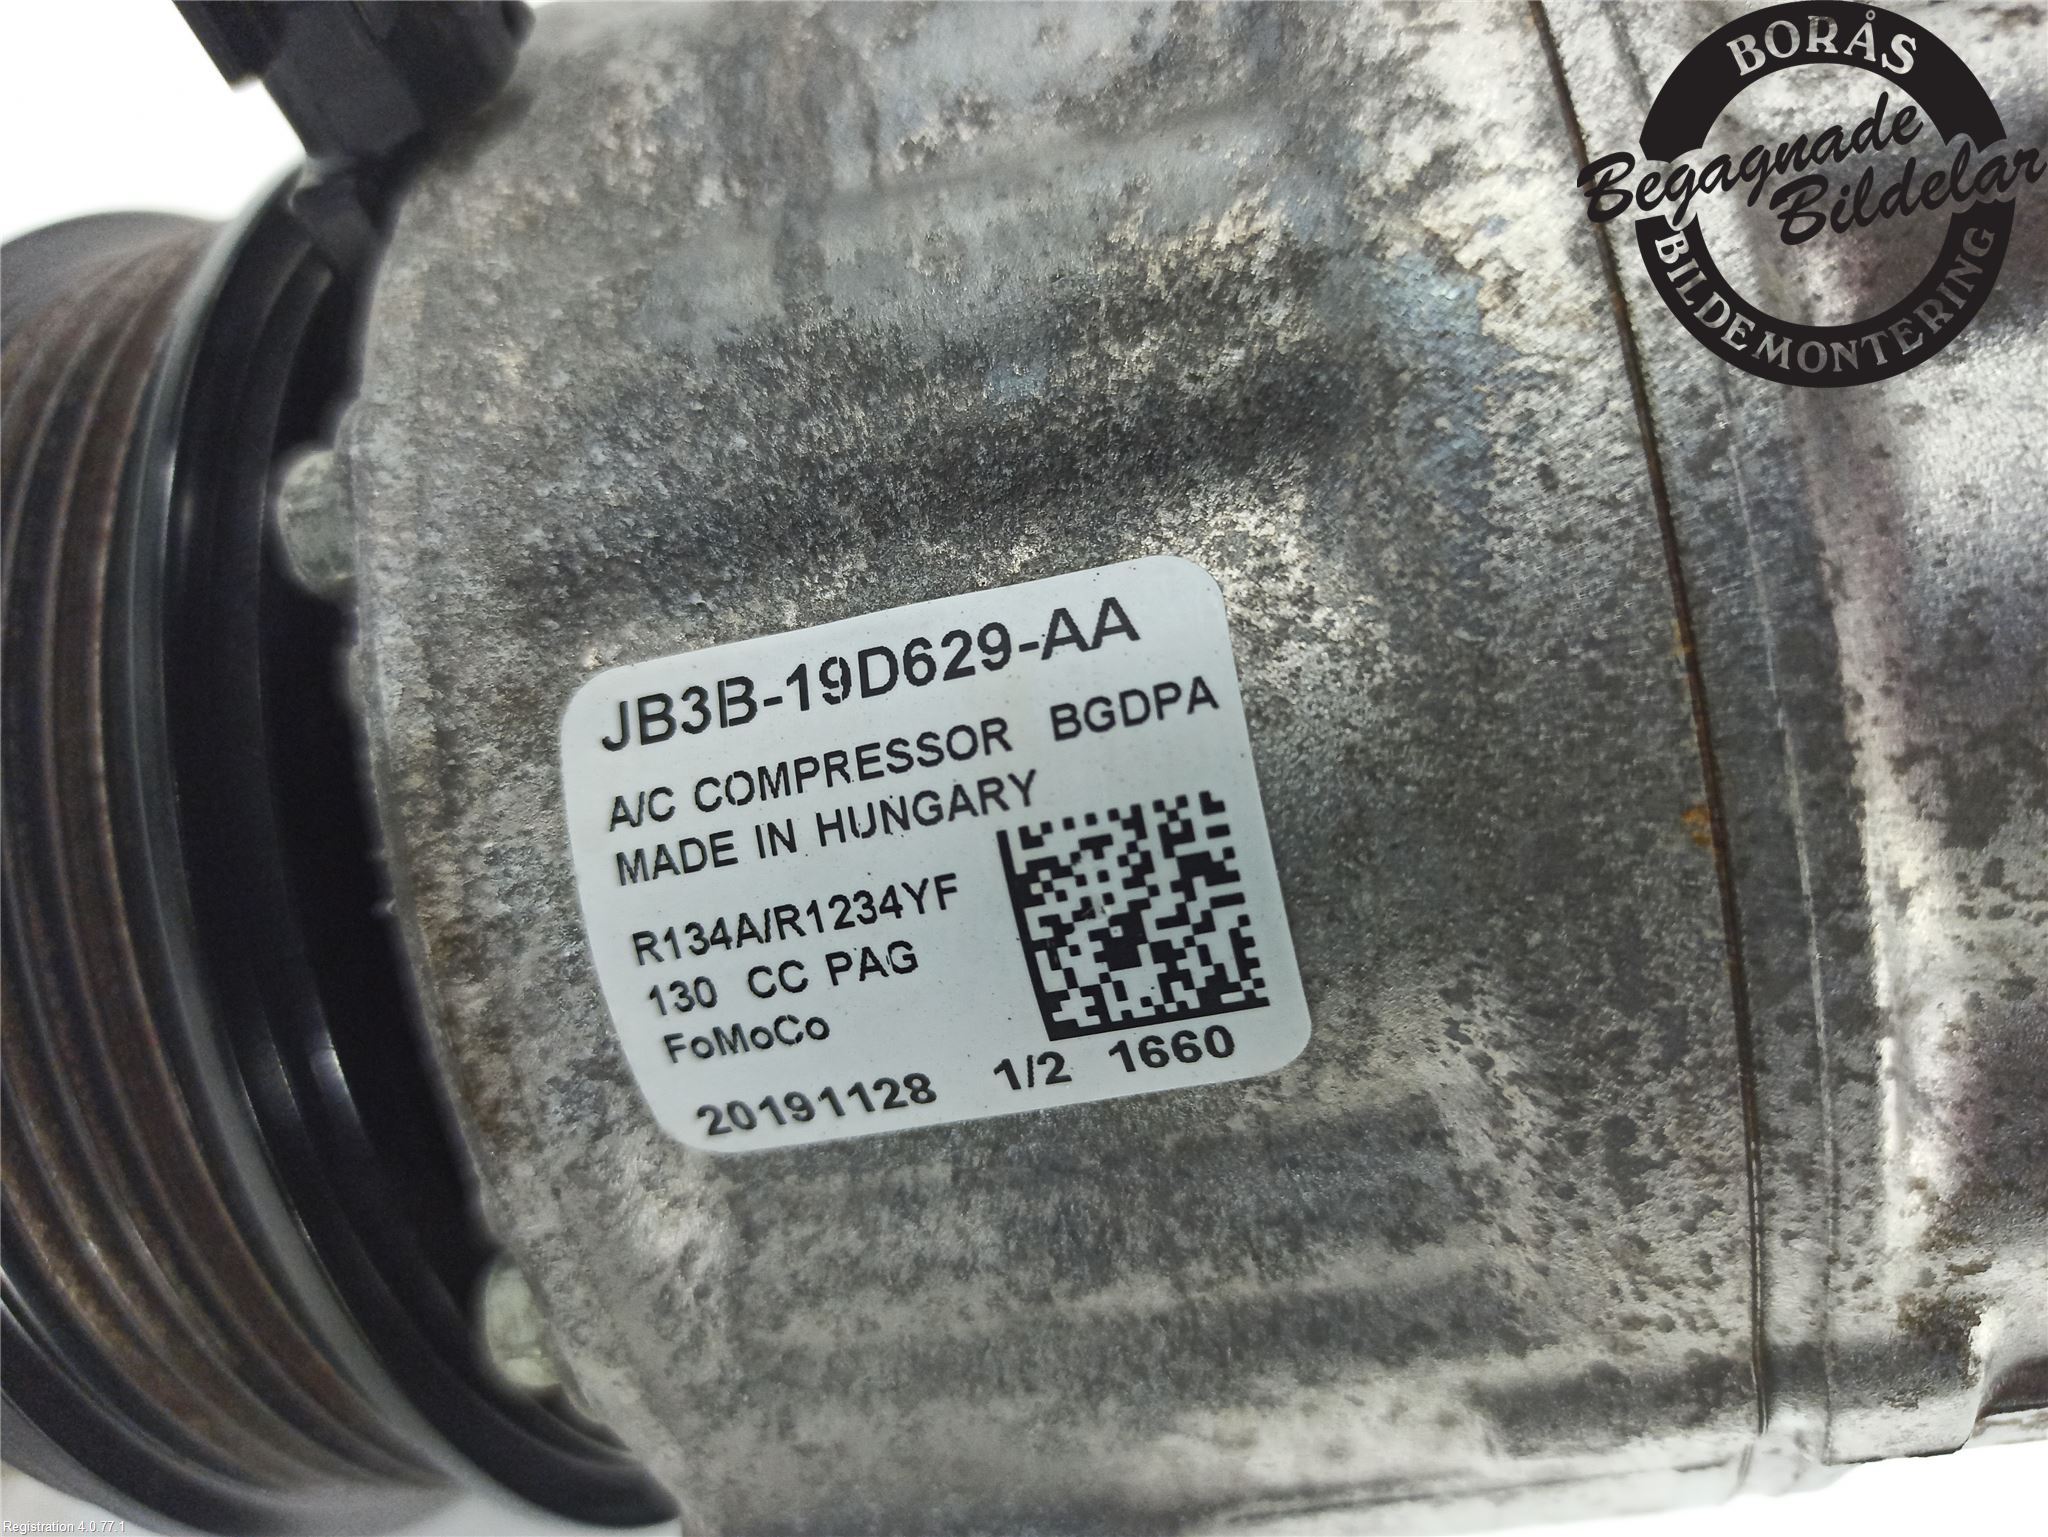 BORÅS
Begagnade
Bildelar
BILDEMONTERING
JB3B-19D629-AA
A/C COMPRESSOR BGDPA
MADE IN HUNGARY
R134A/R1234YF
130 CC PAG
FoMoCo
20191128 1/2 1660
Registration 4.0.77.1